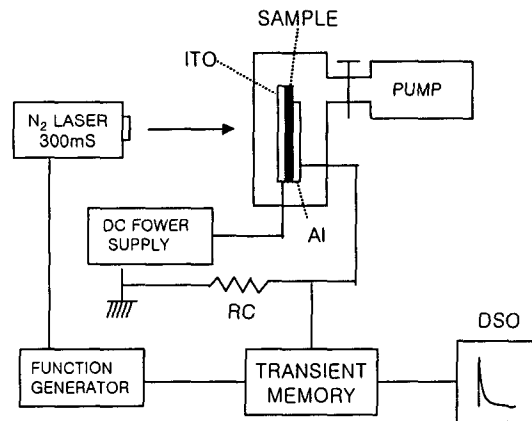 SAMPLE
ITO
PUMP
N2 LASER
300mS
DC FOWER
SUPPLY
Al
RC
DSO
FUNCTION
GENERATOR
TRANSIENT
MEMORY